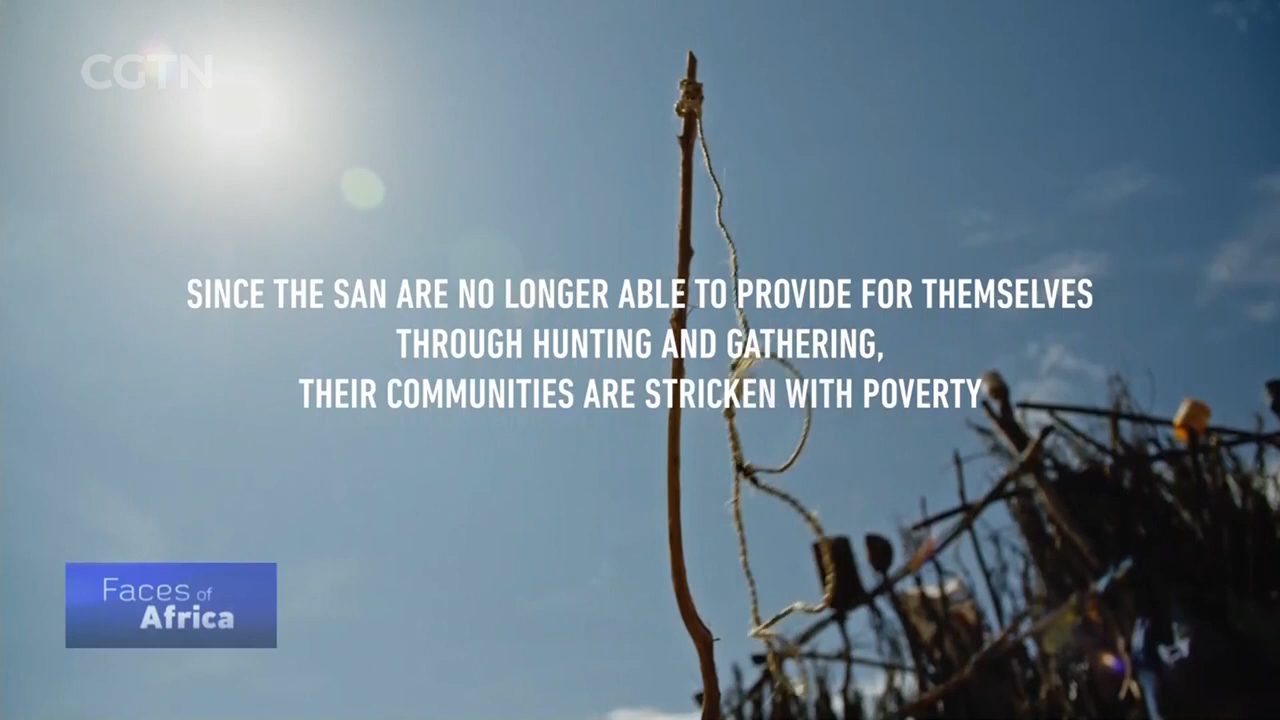 CGTN
SINCE THE SAN ARE NO LONGER ABLE TO PROVIDE FOR THEMSELVES
THROUGH HUNTING AND GATHERING,
THEIR COMMUNITIES ARE STRICKEN WITH POVERTY
Faces of
Africa